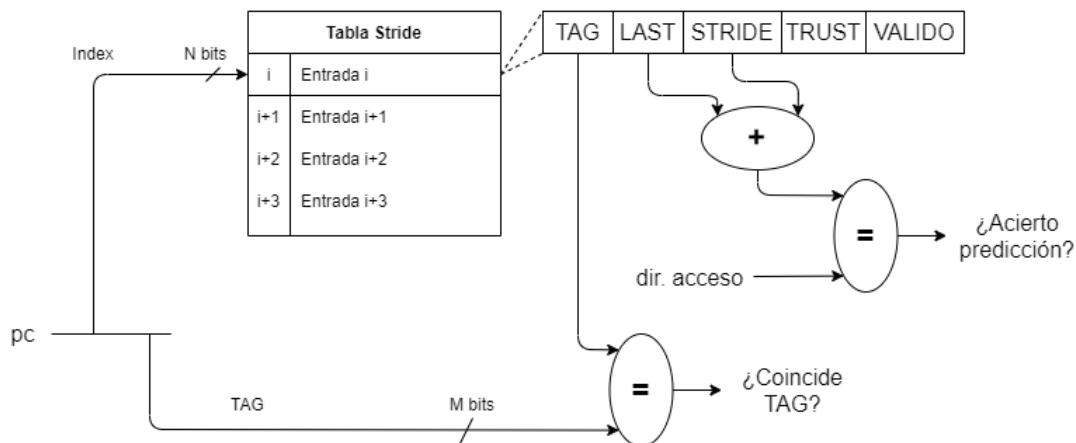 TAG LAST STRIDE TRUST VALIDO
Tabla Stride
Index N bits
i Entrada i
i+1 Entrada i+1
i+2 Entrada i+2
i+3 Entrada i+3
+
=
¿Acierto
predicción?
dir. acceso
pc
=
¿Coincide
TAG?
TAG M bits